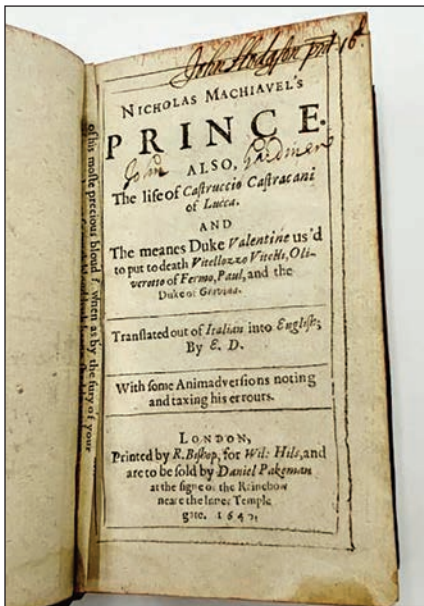 John Hodgson
NICHOLAS MACHIAVEL'S
PRINCE.
ALSO,
John Gardiner
The life of Castruccio Castracani
of Lucca.
AND
The meanes Duke Valentine us'd
to put to death Vitellozzo Vitelli, Oli-
verotto of Fermo, Paul, and the
Duke of Gravina.
Translated out of Italian into English;
By E. D.
With some Animadversions noting
and taxing his errours.
LONDON,
Printed by R. Bishop, for Wil: Hils, and
are to be sold by Daniel Pakeman
at the signe of the Rainebow
neare the Inner Temple
gate. 1640.
of his moste precious bloud
when as by the fury of your